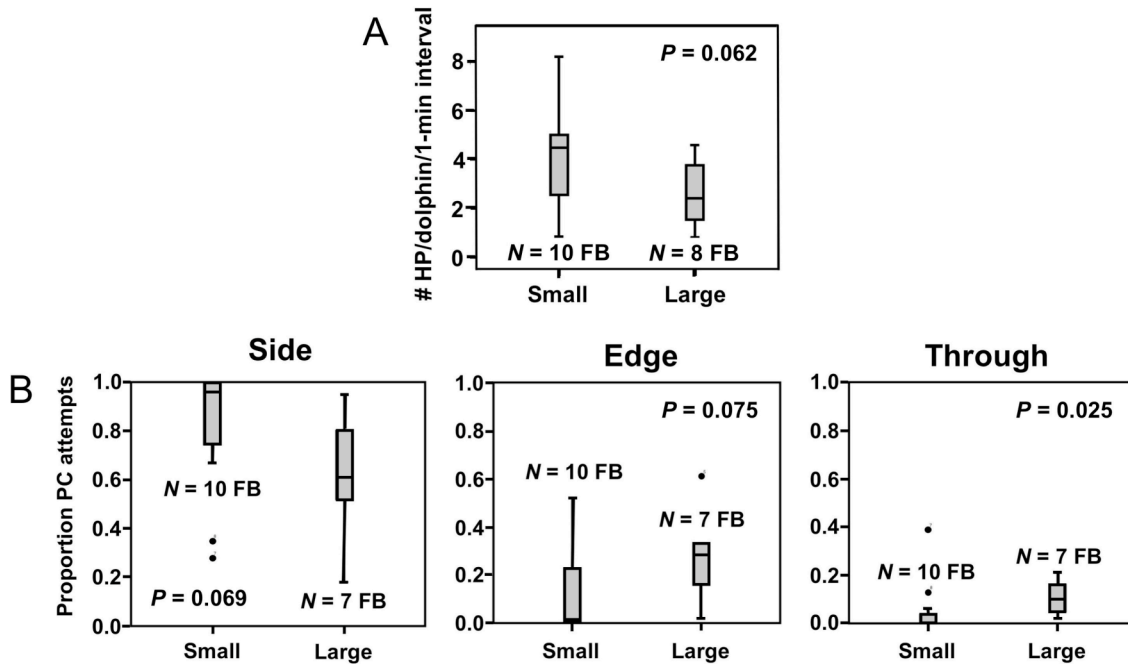 A
# HP/dolphin/1-min interval
8
6
4
2
0
P = 0.062
N = 10 FB
N = 8 FB
Small
Large
B
Proportion PC attempts
Side
1.0
0.8
0.6
0.4
0.2
0.0
N = 10 FB
P = 0.069
N = 7 FB
Small
Large
Edge
1.0
0.8
0.6
0.4
0.2
0.0
P = 0.075
N = 10 FB
N = 7 FB
Small
Large
Through
1.0
0.8
0.6
0.4
0.2
0.0
P = 0.025
N = 10 FB
N = 7 FB
Small
Large